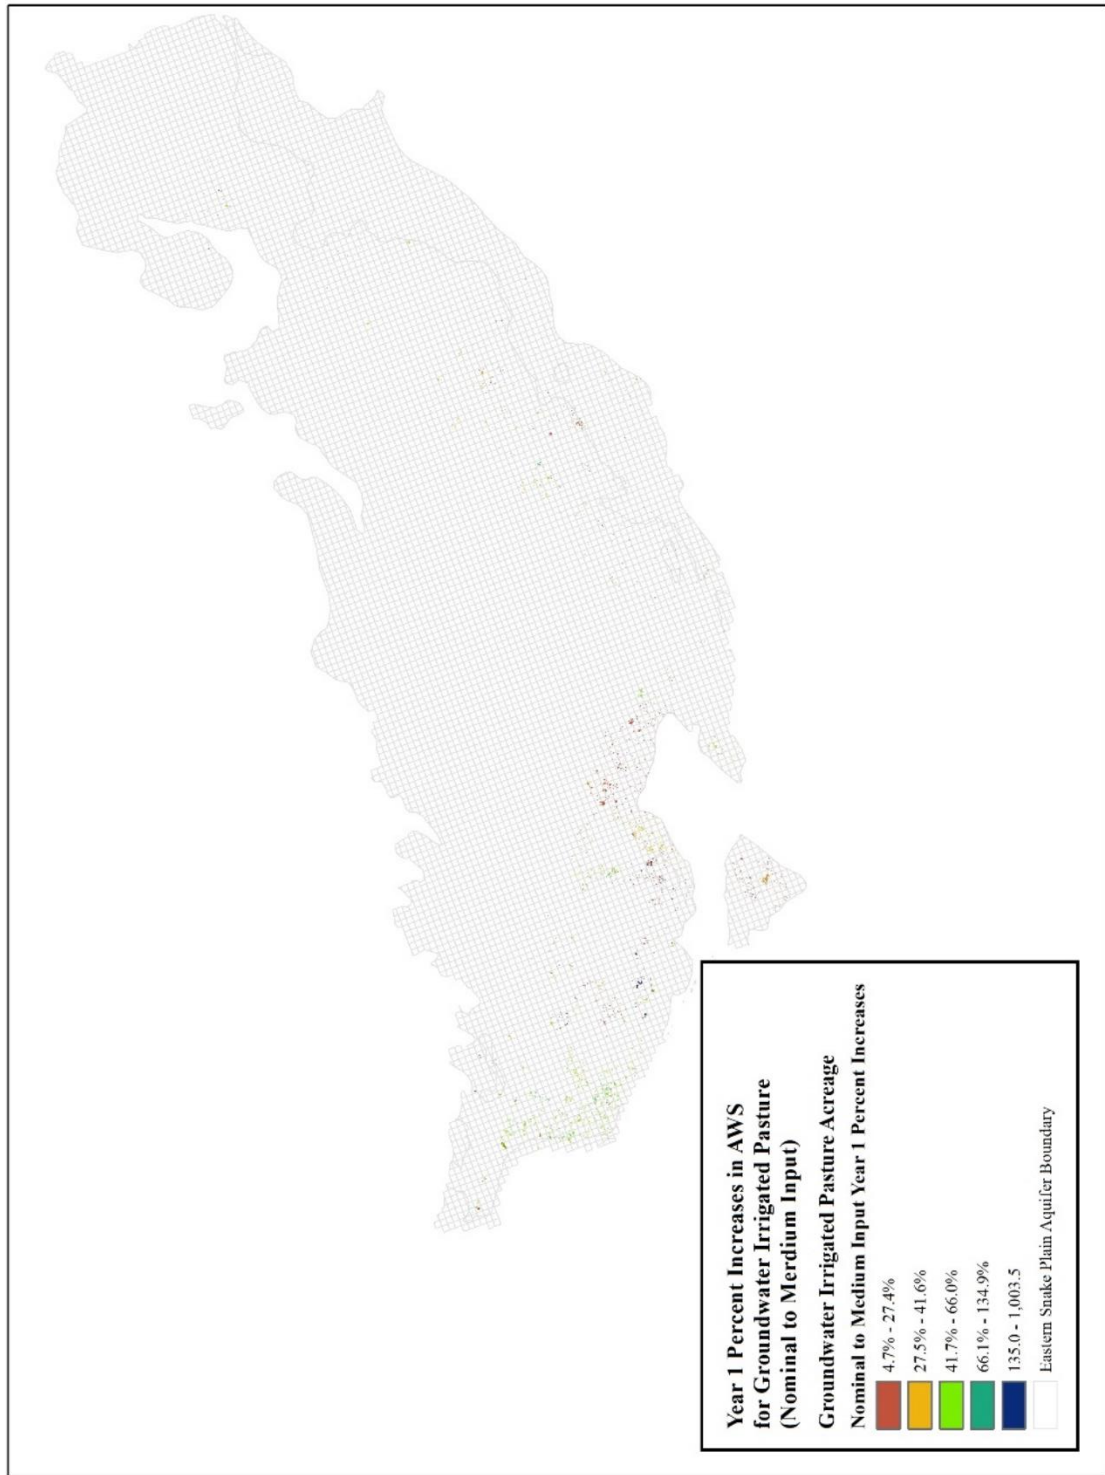 Year 1 Percent Increases in AWS
for Groundwater Irrigated Pasture
(Nominal to Merdium Input)
Groundwater Irrigated Pasture Acreage
Nominal to Medium Input Year 1 Percent Increases
4.7% - 27.4%
27.5% - 41.6%
41.7% - 66.0%
66.1% - 134.9%
135.0 - 1,003.5
Eastern Snake Plain Aquifer Boundary